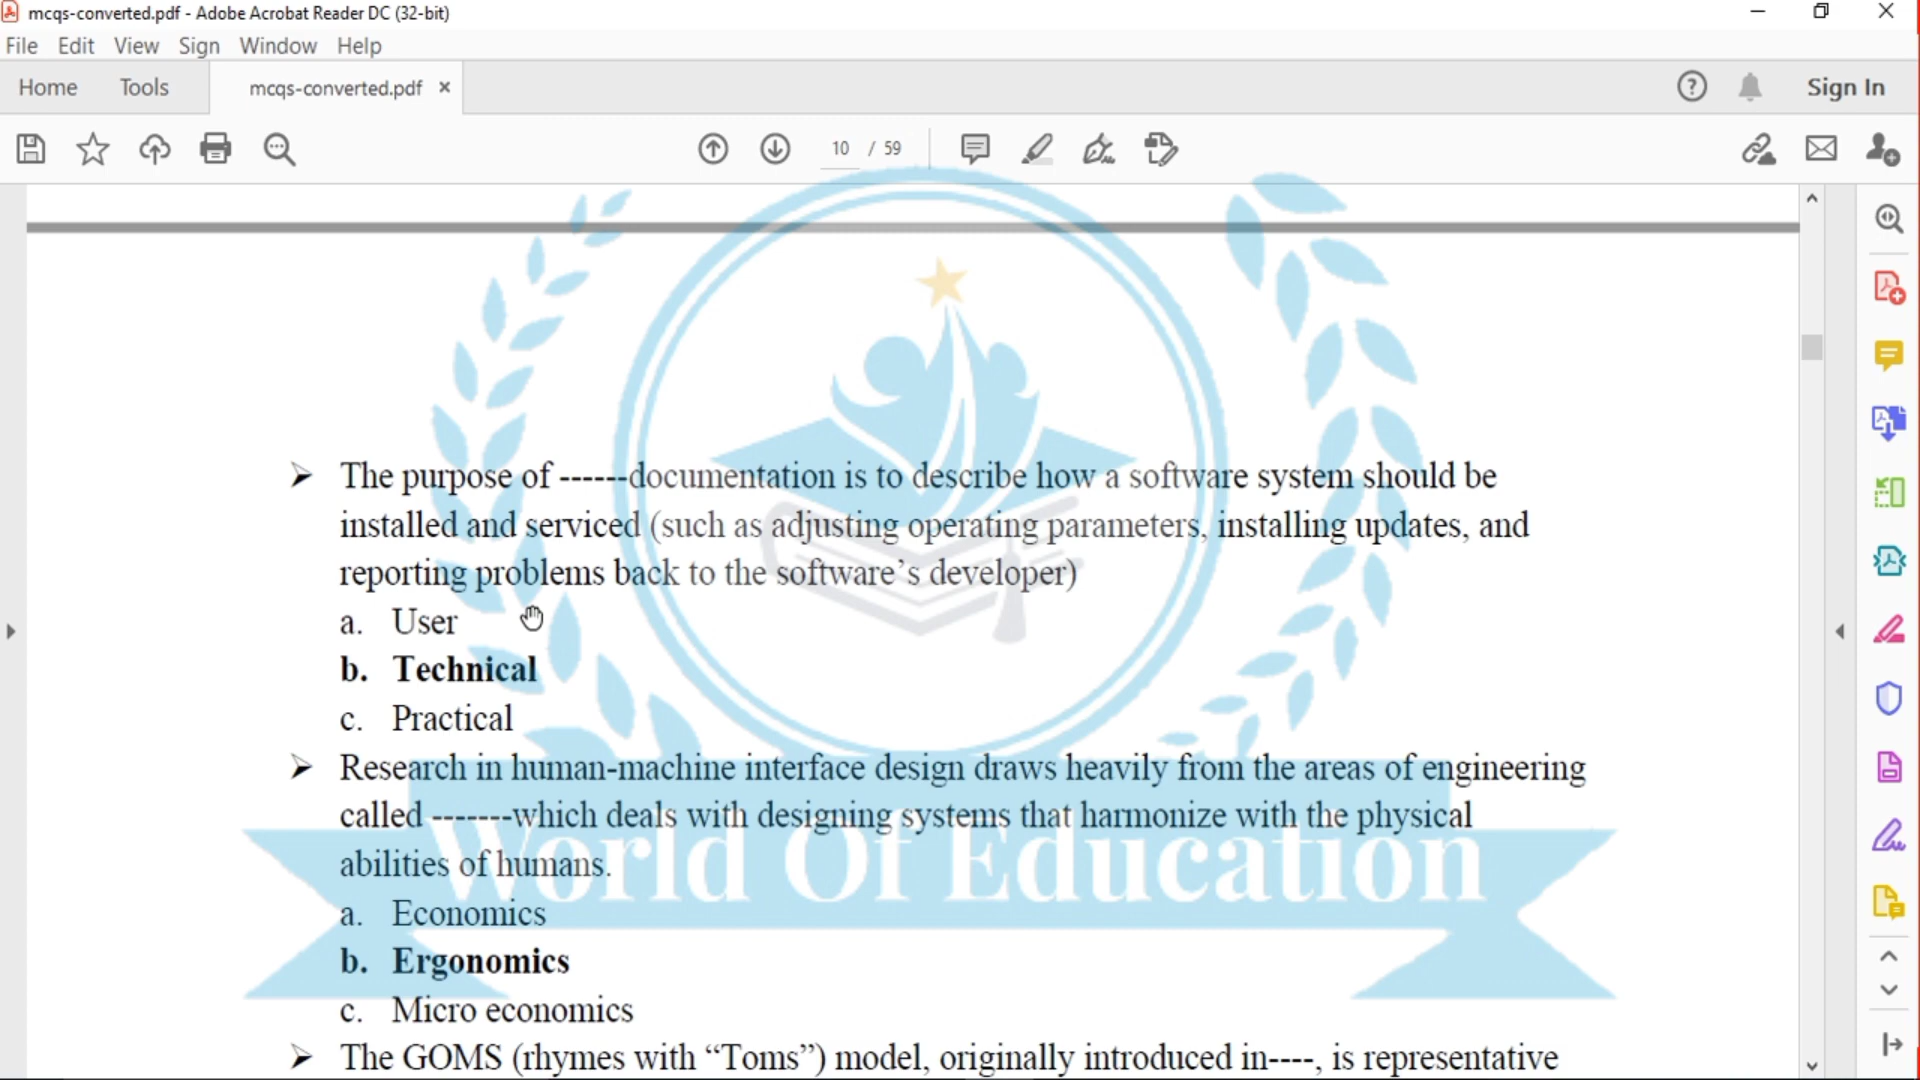 mcqs-converted.pdf - Adobe Acrobat Reader DC (32-bit)
File Edit View Sign Window Help
Home Tools mcqs-converted.pdf × Sign In
10 / 59
➢ The purpose of ------documentation is to describe how a software system should be
installed and serviced (such as adjusting operating parameters, installing updates, and
reporting problems back to the software’s developer)
a. User
b. Technical
c. Practical
➢ Research in human-machine interface design draws heavily from the areas of engineering
called -------which deals with designing systems that harmonize with the physical
abilities of humans.
World Of Education
a. Economics
b. Ergonomics
c. Micro economics
➢ The GOMS (rhymes with “Toms”) model, originally introduced in----, is representative